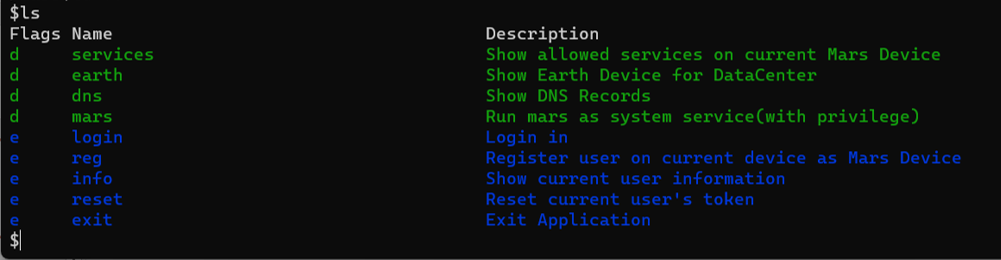 $ls
Flags Name Description
d services Show allowed services on current Mars Device
d earth Show Earth Device for DataCenter
d dns Show DNS Records
d mars Run mars as system service(with privilege)
e login Login in
e reg Register user on current device as Mars Device
e info Show current user information
e reset Reset current user's token
e exit Exit Application
$